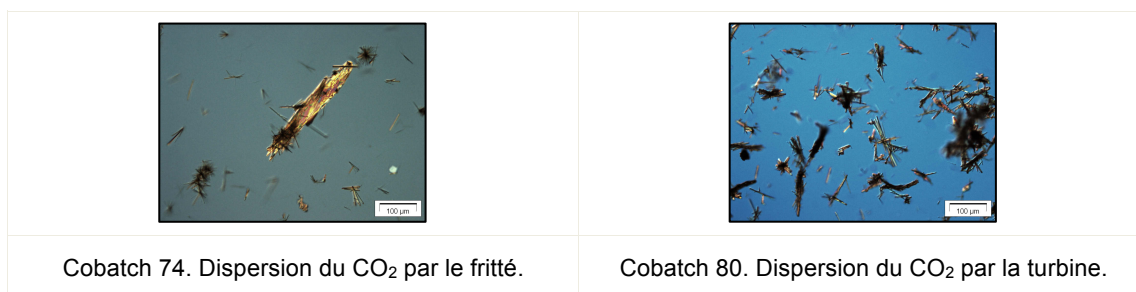 100 µm
100 µm
Cobatch 74. Dispersion du CO₂ par le fritté.
Cobatch 80. Dispersion du CO₂ par la turbine.